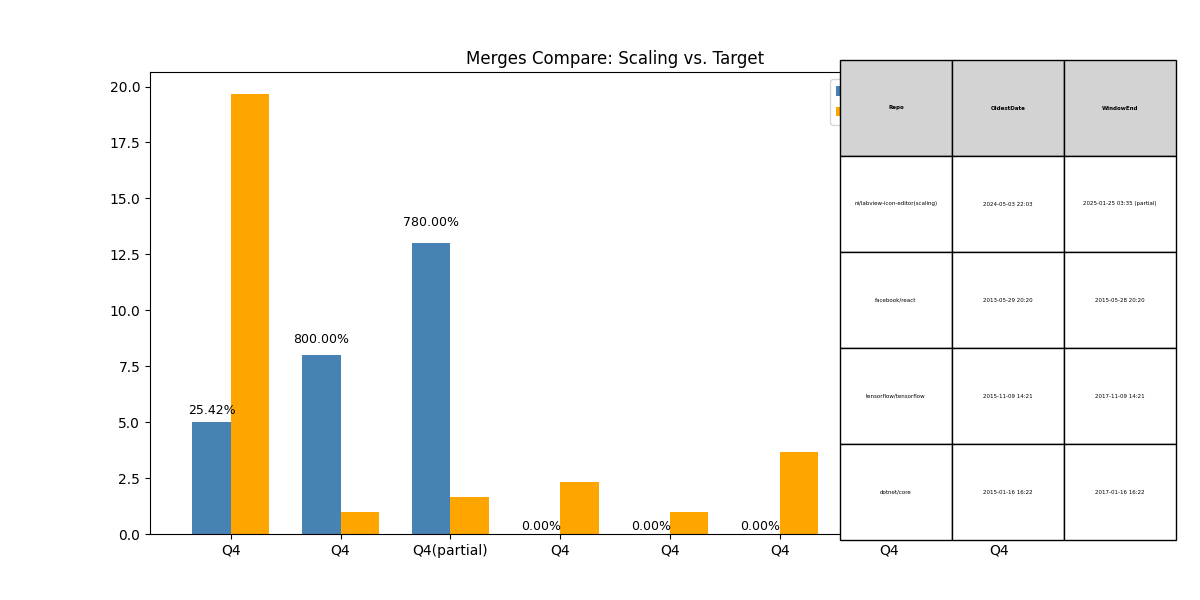 Merges Compare: Scaling vs. Target
20.0
17.5
15.0
12.5
10.0
7.5
5.0
2.5
0.0
25.42%
800.00%
780.00%
0.00%
0.00%
0.00%
Q4
Q4
Q4(partial)
Q4
Q4
Q4
Q4
Q4
Repo OldestDate WindowEnd
ni/labview-icon-editor(scaling) 2024-05-03 22:03 2025-01-25 03:35 (partial)
facebook/react 2013-05-29 20:20 2015-05-28 20:20
tensorflow/tensorflow 2015-11-09 14:21 2017-11-09 14:21
dotnet/core 2015-01-16 16:22 2017-01-16 16:22